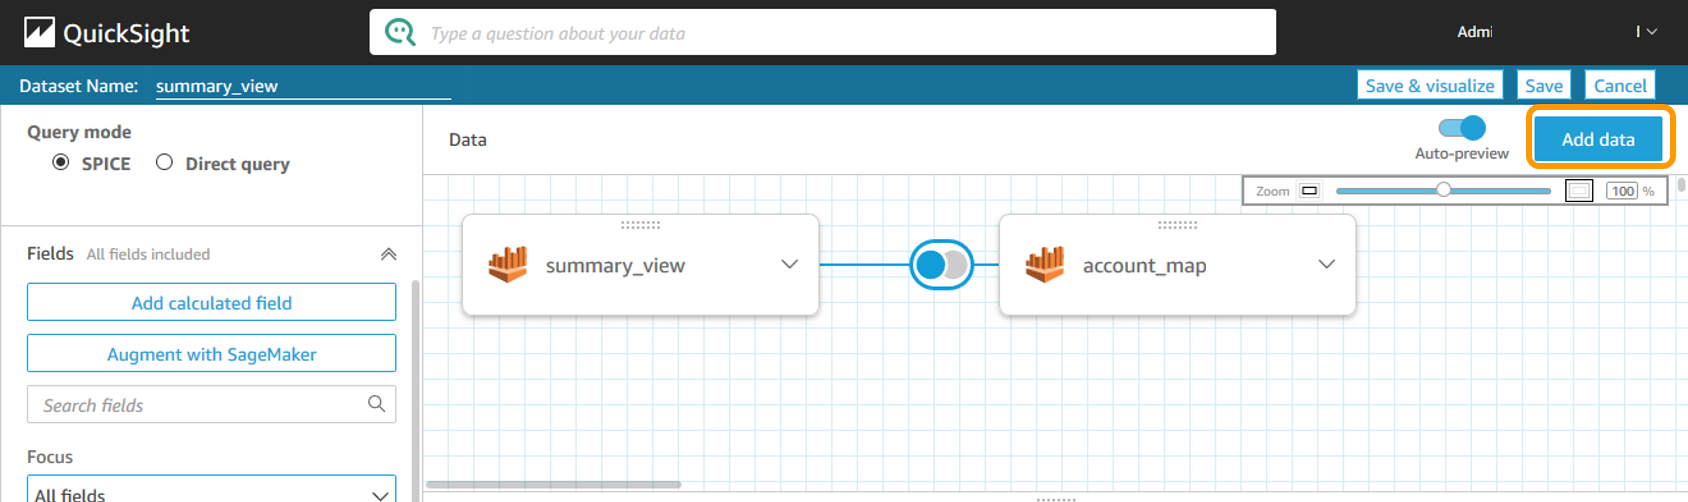 QuickSight
Type a question about your data
Admi
Dataset Name: summary_view
Save & visualize
Save
Cancel
Query mode
SPICE
Direct query
Data
Auto-preview
Add data
Zoom
100 %
Fields All fields included
summary_view
account_map
Add calculated field
Augment with SageMaker
Search fields
Focus
All fields